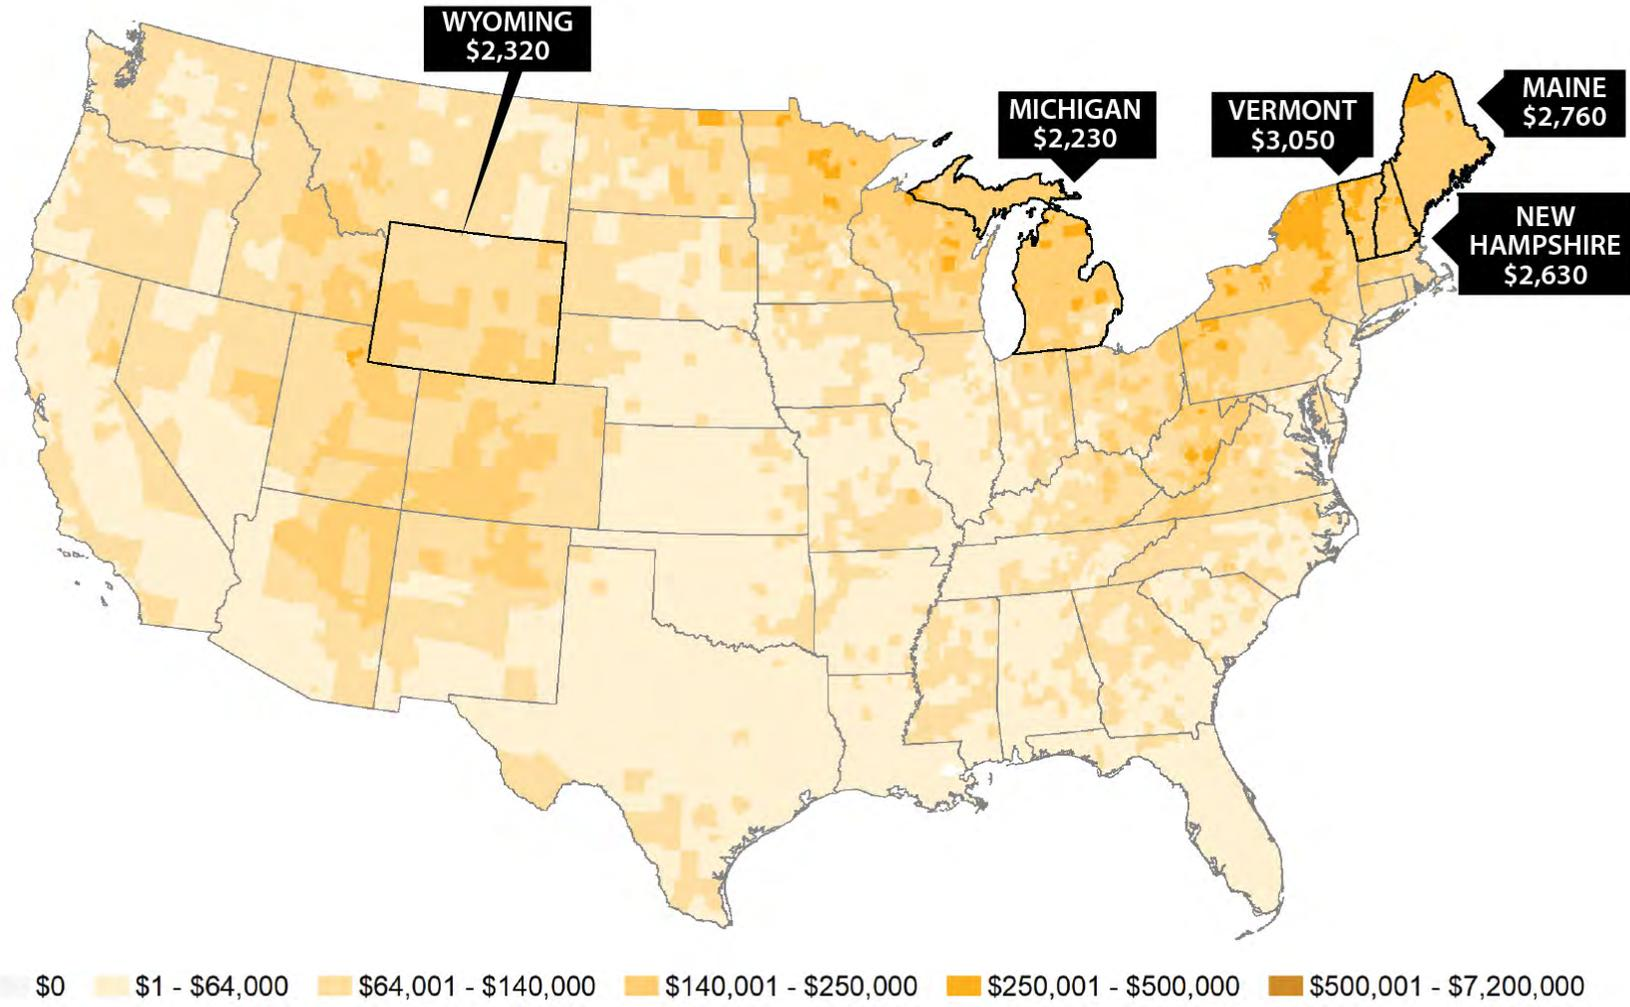 WYOMING
$2,320
MICHIGAN
$2,230
VERMONT
$3,050
MAINE
$2,760
NEW
HAMPSHIRE
$2,630
$0 $1 - $64,000 $64,001 - $140,000 $140,001 - $250,000 $250,001 - $500,000 $500,001 - $7,200,000